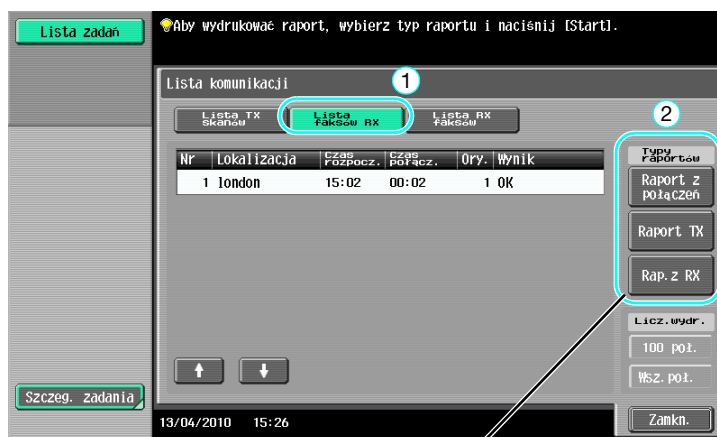 Lista zadań
Aby wydrukować raport, wybierz typ raportu i naciśnij [Start].
Lista komunikacji
1
Lista TX
skanów
Lista
faksów RX
Lista RX
faksów
2
Nr Lokalizacja Czas rozpocz. Czas połącz. Ory. Wynik
1 london 15:02 00:02 1 OK
Typy
raportów
Raport z
połączeń
Raport TX
Rap.z RX
Licz.wydr.
100 poł.
Wsz.poł.
Szczeg. zadania
13/04/2010 15:26
Zamkn.